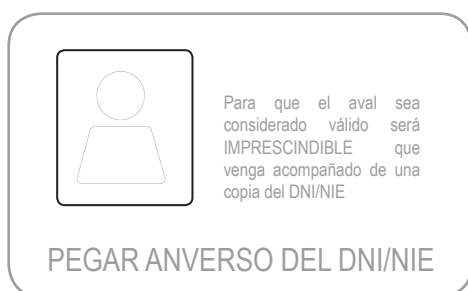 Para que el aval sea
considerado válido será
IMPRESCINDIBLE que
venga acompañado de una
copia del DNI/NIE
PEGAR ANVERSO DEL DNI/NIE